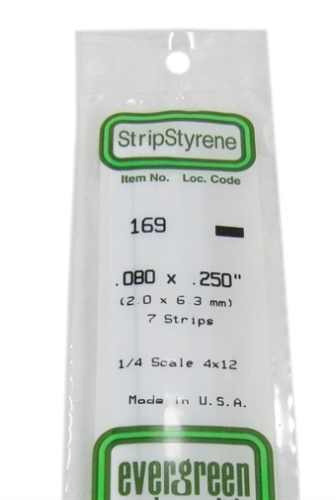 StripStyrene
Item No. Loc. Code
169
.080 x .250"
(2.0 x 6.3 mm)
7 Strips
1/4 Scale 4x12
Made in U.S.A.
evergreen